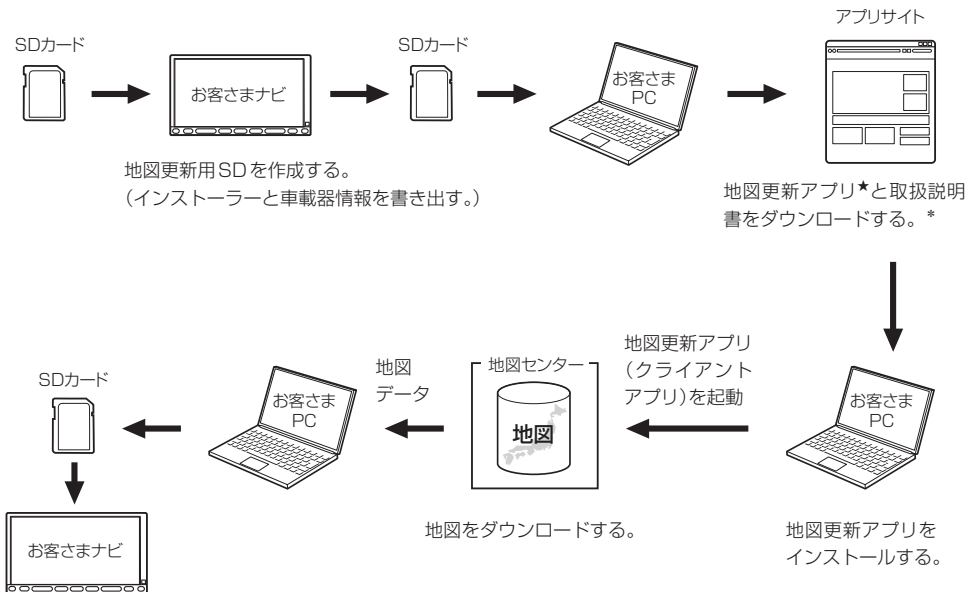 SDカード
お客さまナビ
地図更新用SDを作成する。
(インストーラーと車載器情報を書き出す。)
SDカード
お客さま
PC
アプリサイト
地図更新アプリ★と取扱説明
書をダウンロードする。*
お客さま
PC
地図更新アプリを
インストールする。
地図更新アプリ
(クライアント
アプリ)を起動
地図センター
地図
地図をダウンロードする。
地図
データ
お客さま
PC
SDカード
お客さまナビ